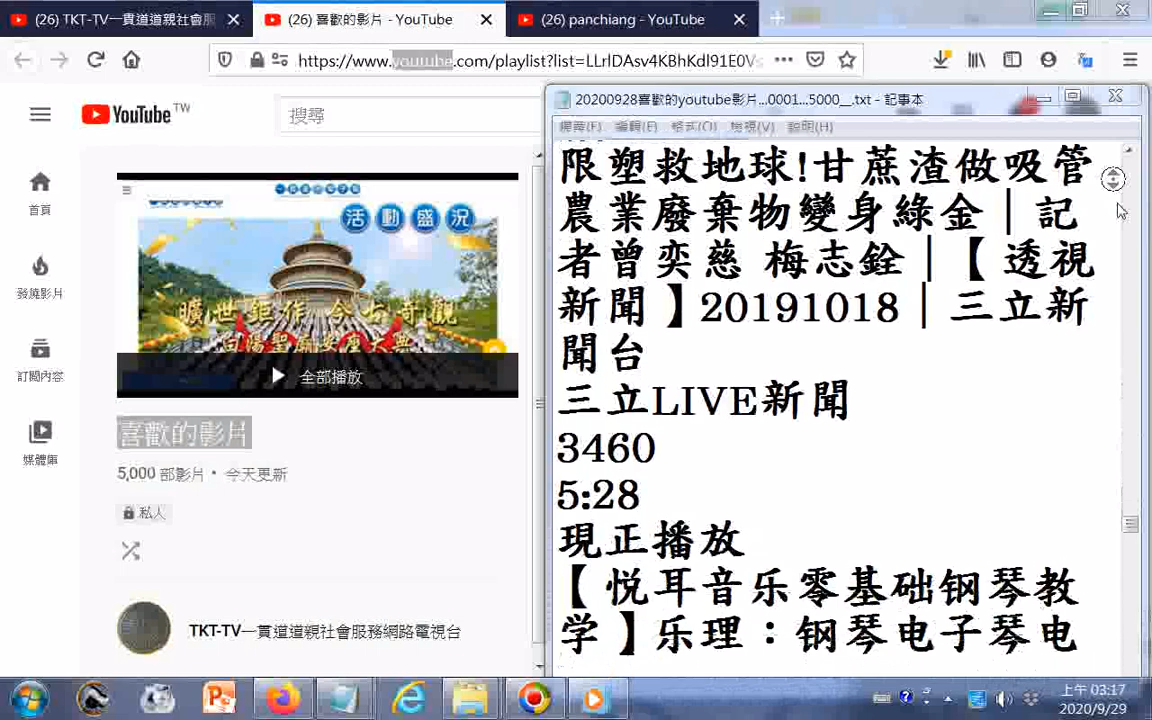 (26) TKT-TV一貫道道親社會服
(26) 喜歡的影片 - YouTube
(26) panchiang - YouTube
https://www.youtube.com/playlist?list=LLrlDAsv4KBhKdl91E0Vs
YouTube TW
搜尋
首頁
發燒影片
訂閱內容
媒體庫
活動盛況
曠世鉅作 今古奇觀
全部播放
喜歡的影片
5,000 部影片・今天更新
私人
TKT-TV一貫道道親社會服務網路電視台
20200928喜歡的youtube影片...0001...5000__.txt - 記事本
檔案(F) 編輯(E) 格式(O) 檢視(V) 說明(H)
限塑救地球!甘蔗渣做吸管
農業廢棄物變身綠金│記
者曾奕慈 梅志銓│【透視
新聞】20191018│三立新
聞台
三立LIVE新聞
3460
5:28
現正播放
【悦耳音乐零基础钢琴教
学】乐理：钢琴电子琴电
上午 03:17
2020/9/29